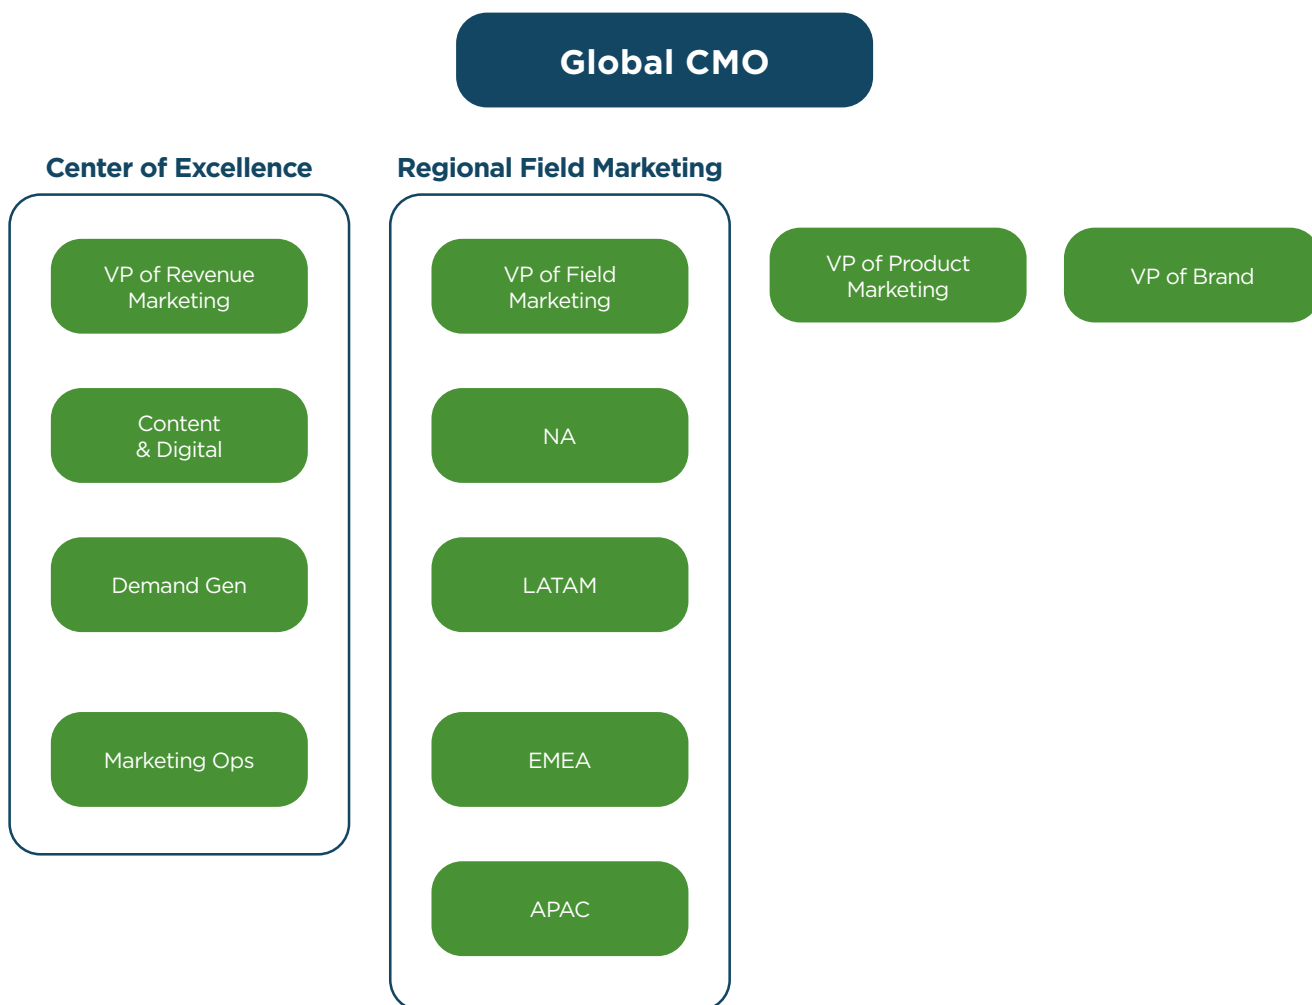 Global CMO
Center of Excellence
VP of Revenue
Marketing
Content
& Digital
Demand Gen
Marketing Ops
Regional Field Marketing
VP of Field
Marketing
NA
LATAM
EMEA
APAC
VP of Product
Marketing
VP of Brand